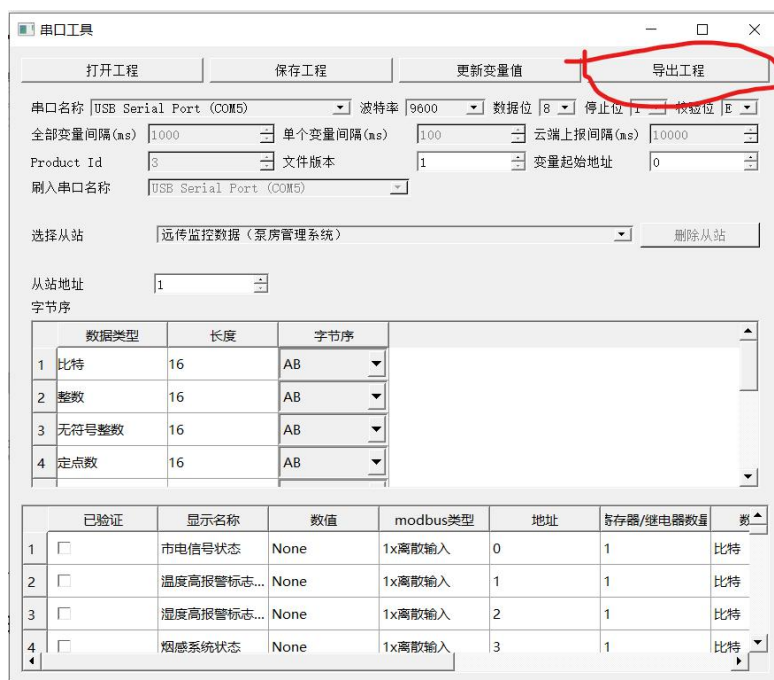 串口工具
打开工程 保存工程 更新变量值 导出工程
串口名称 USB Serial Port (COM5) 波特率 9600 数据位 8 停止位 1 校验位 E
全部变量间隔(ms) 1000 单个变量间隔(ms) 100 云端上报间隔(ms) 10000
Product Id 3 文件版本 1 变量起始地址 0
刷入串口名称 USB Serial Port (COM5)
选择从站 远传监控数据（泵房管理系统） 删除从站
从站地址 1
字节序
数据类型 长度 字节序
1 比特 16 AB
2 整数 16 AB
3 无符号整数 16 AB
4 定点数 16 AB
已验证 显示名称 数值 modbus类型 地址 寄存器/继电器数量 数
1 市电信号状态 None 1x离散输入 0 1 比特
2 温度高报警标志... None 1x离散输入 1 1 比特
3 湿度高报警标志... None 1x离散输入 2 1 比特
4 烟感系统状态 None 1x离散输入 3 1 比特